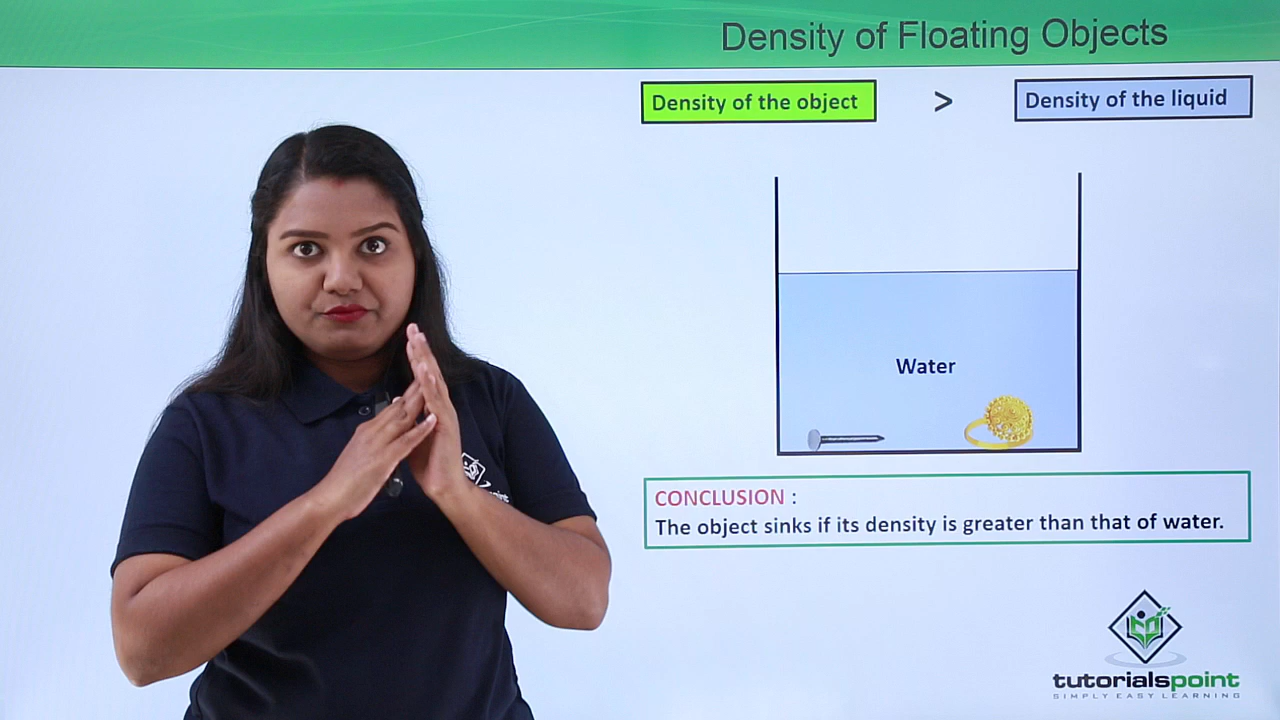 Density of Floating Objects
Density of the object > Density of the liquid
Water
CONCLUSION :
The object sinks if its density is greater than that of water.
tutorialspoint
SIMPLY EASY LEARNING